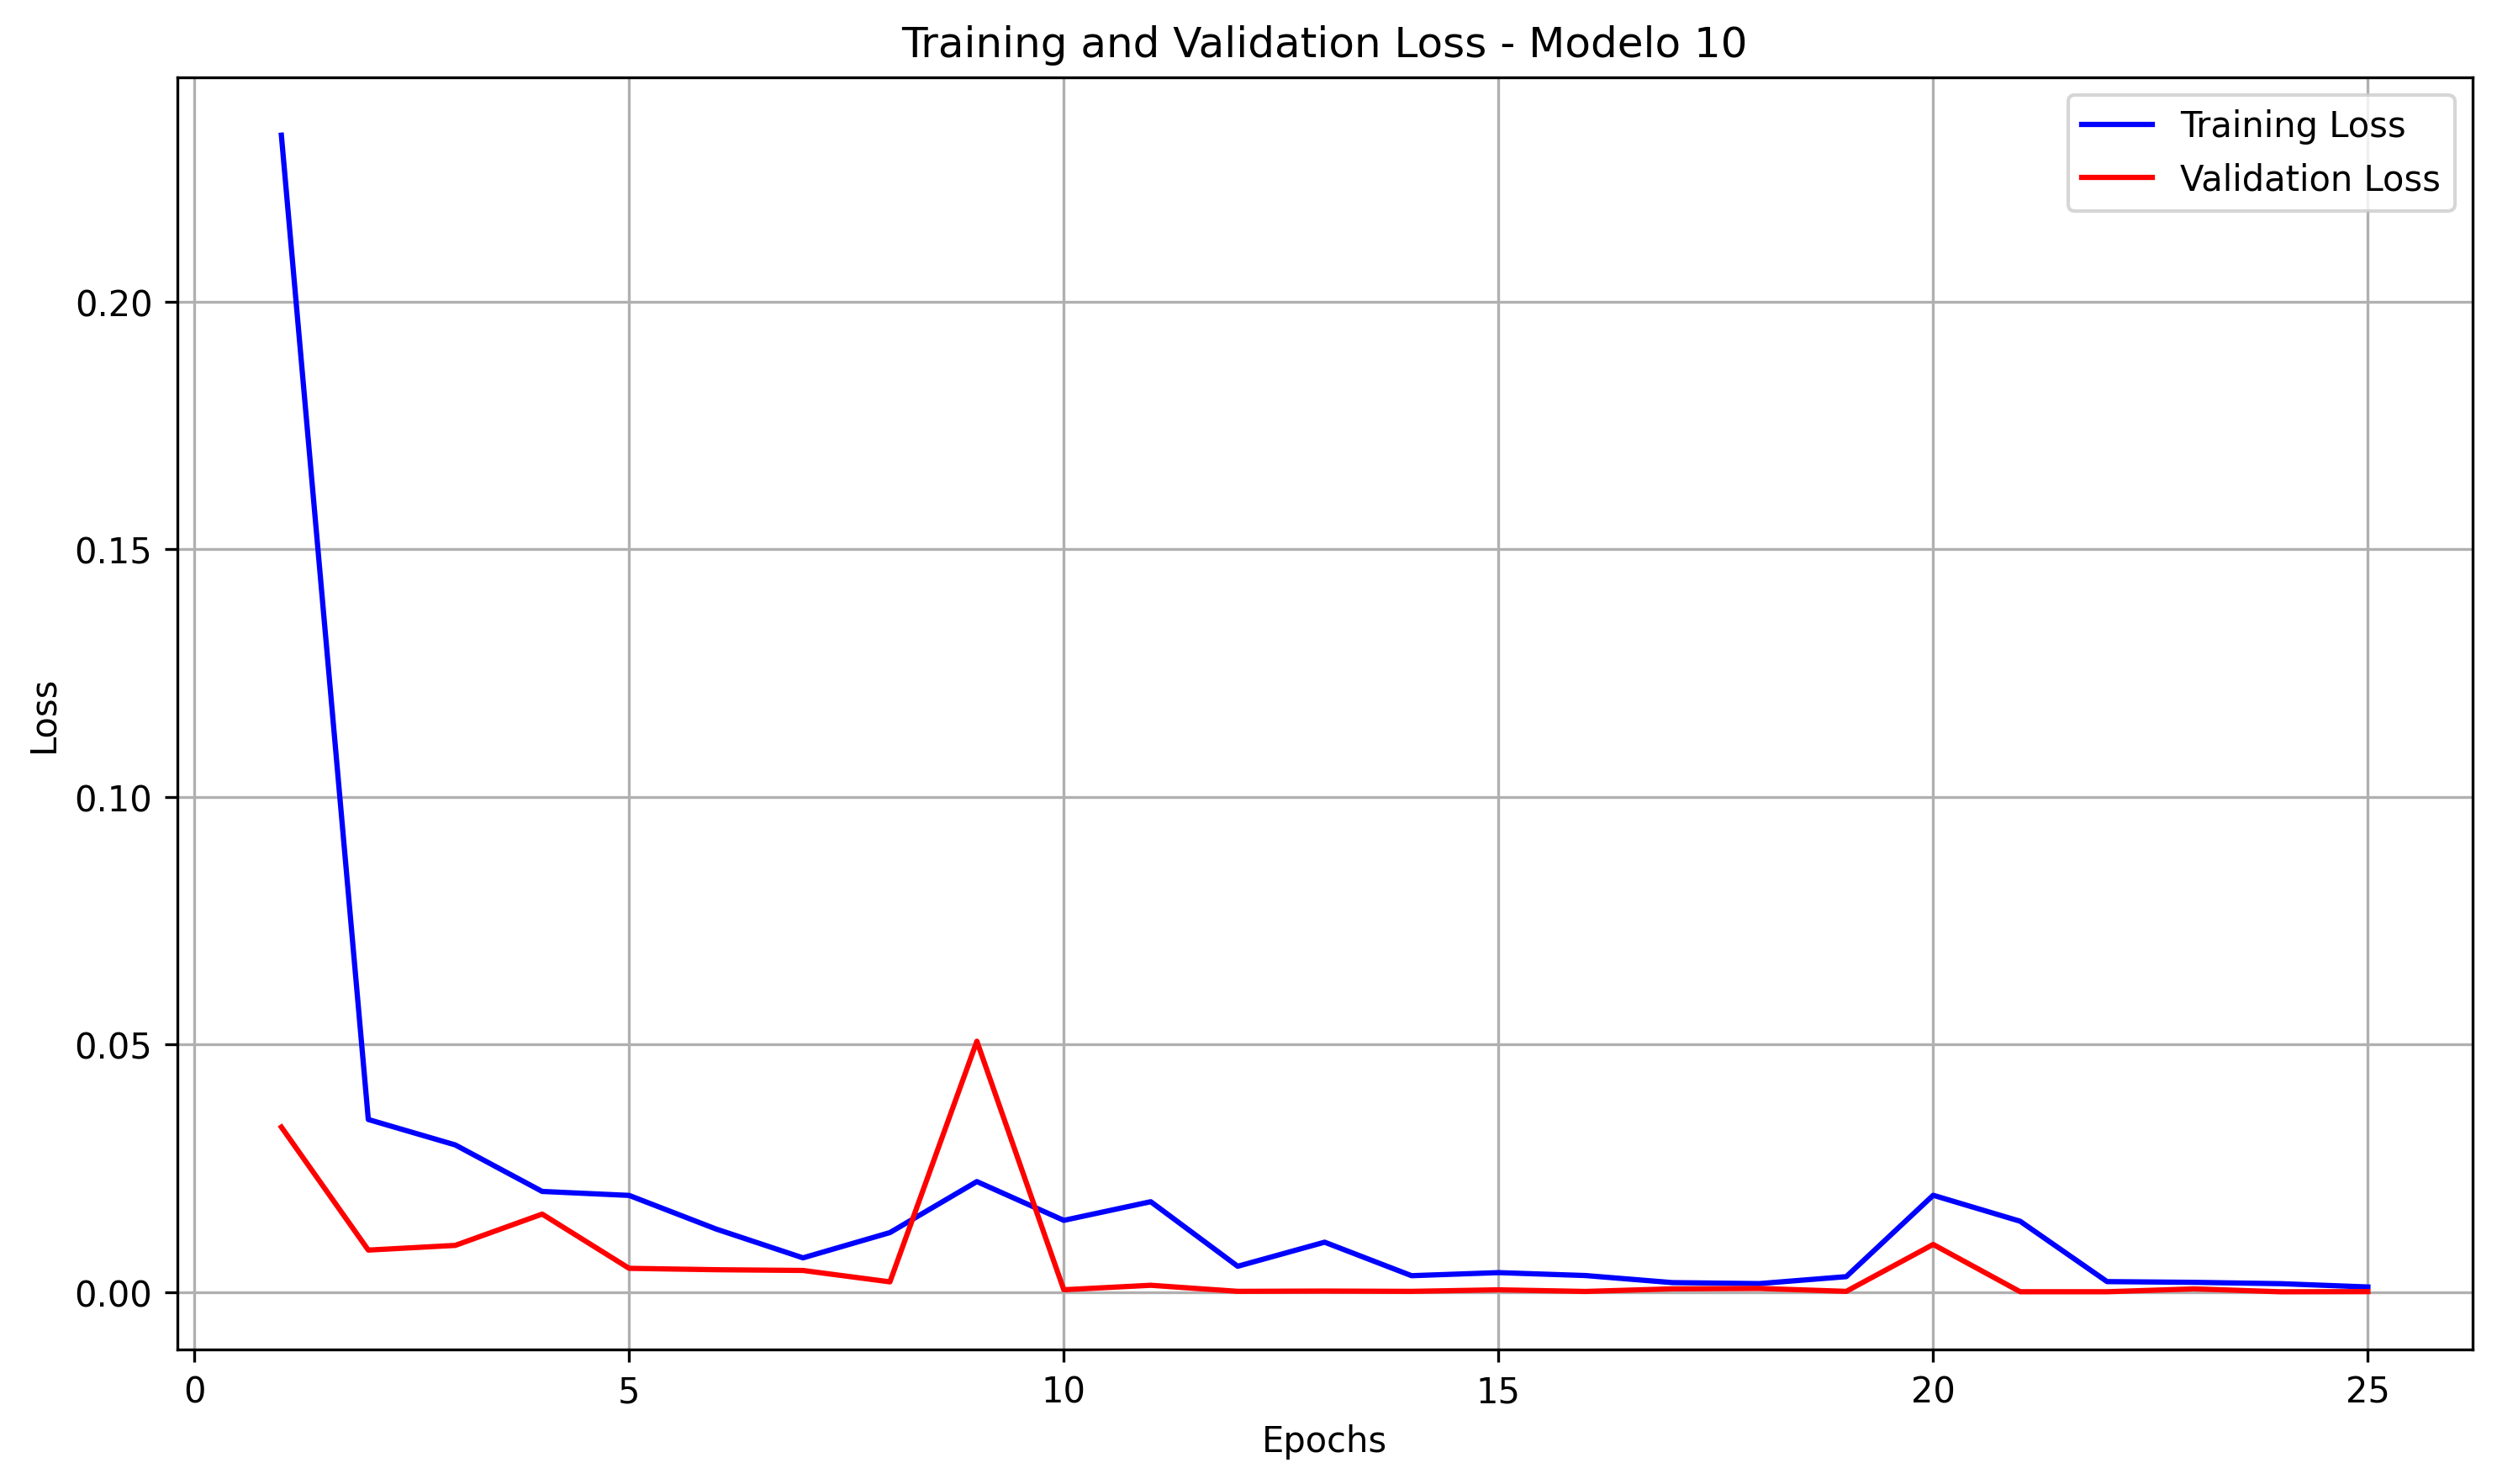 Training and Validation Loss - Modelo 10
Training Loss
Validation Loss
0.20
0.15
0.10
0.05
0.00
Loss
0 5 10 15 20 25
Epochs